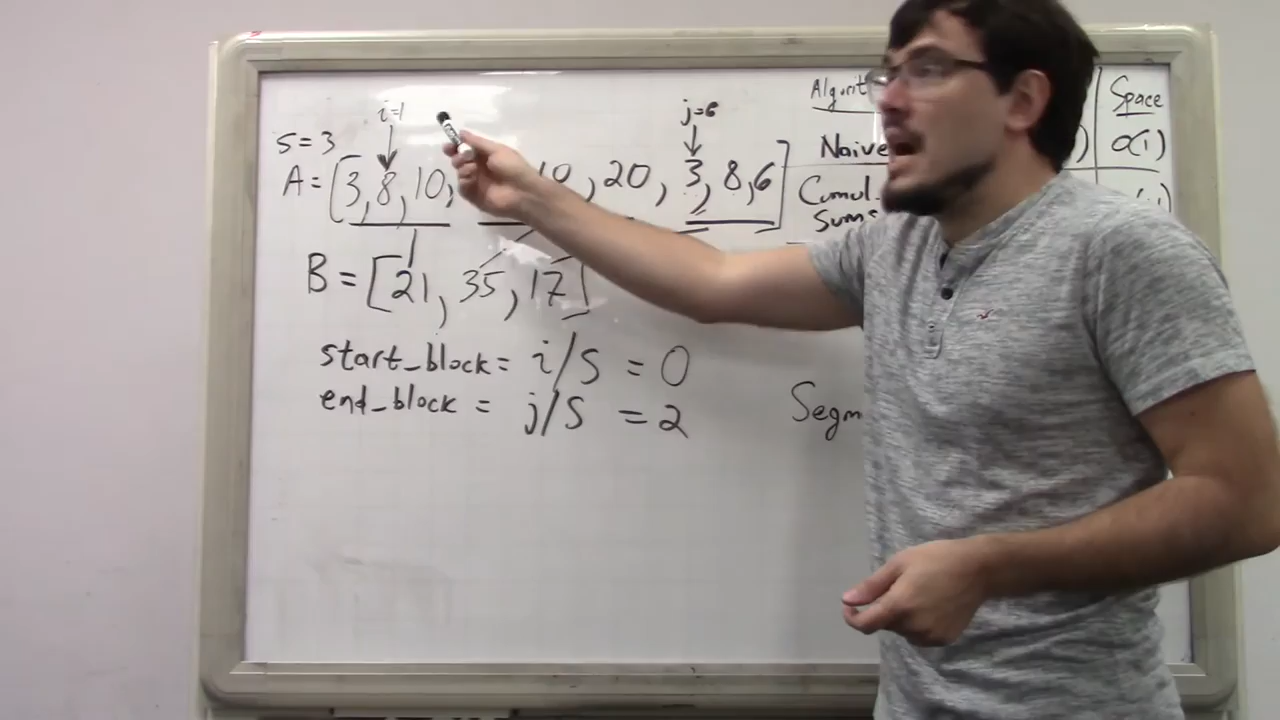 i=1
j=6
S=3
A=[3,8,10, 10,20,3,8,6]
B=[21,35,17]
start_block= i/S =0
end_block = j/S =2
Segm
Space
Naive ) O(1)
Cumul.
Sums